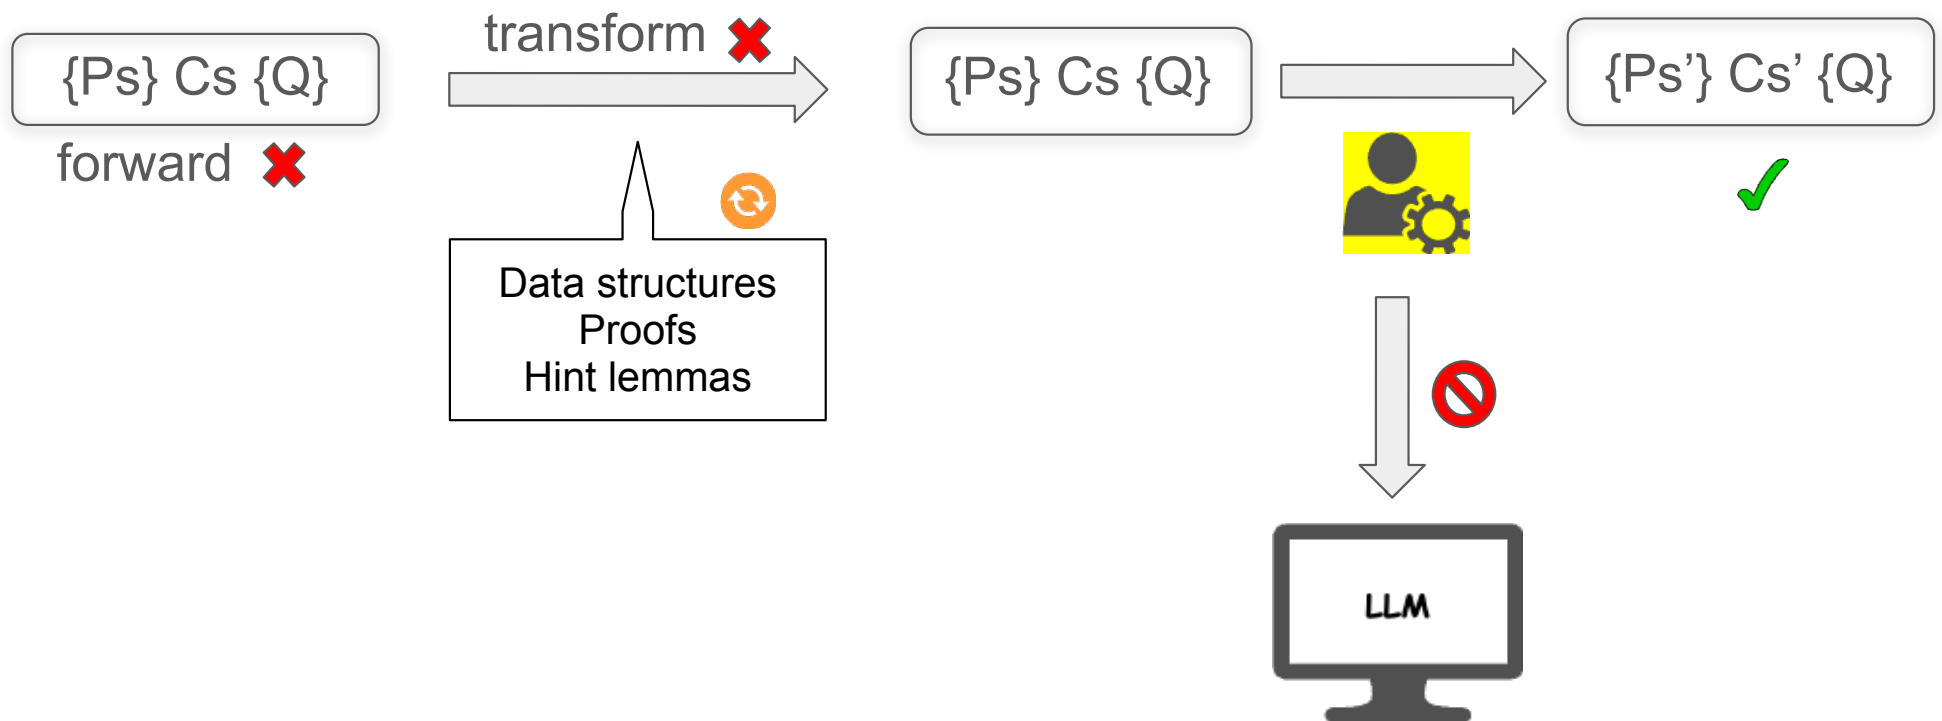 {Ps} Cs {Q}
forward
transform
Data structures
Proofs
Hint lemmas
{Ps} Cs {Q}
{Ps’} Cs’ {Q}
LLM